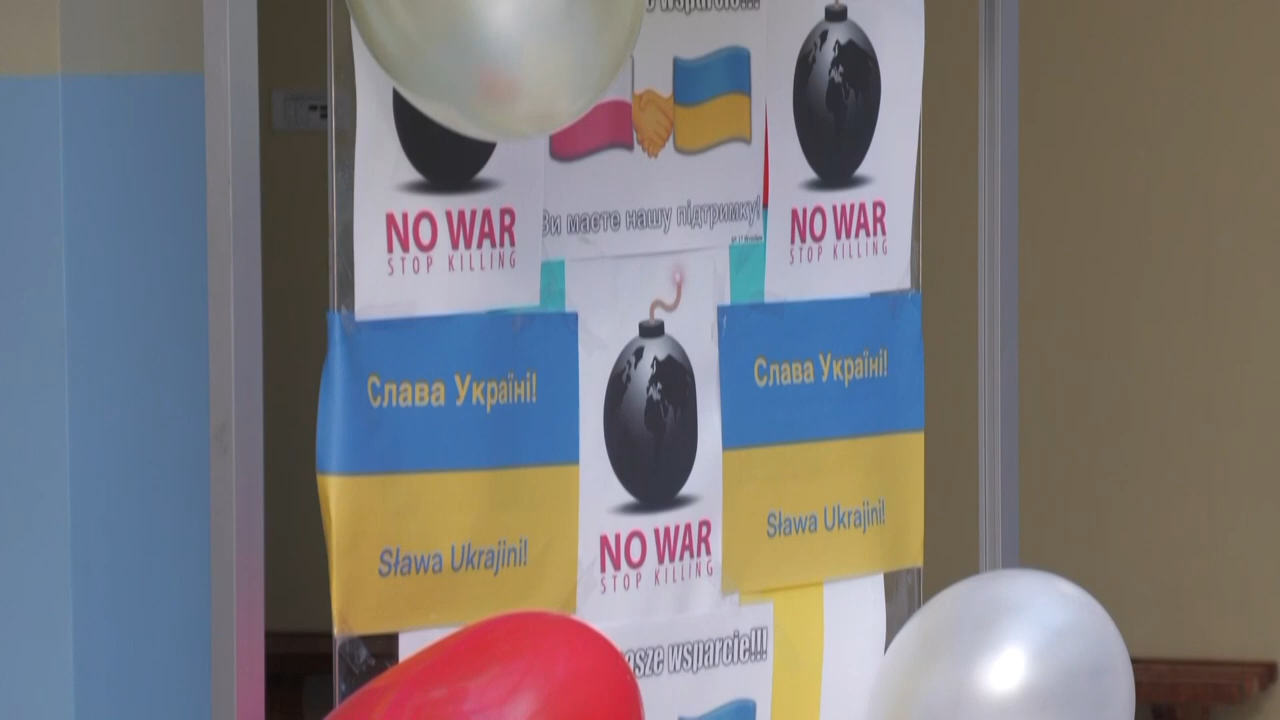 wsparcie!!!
NO WAR
STOP KILLING
Ви маєте нашу підтримку!
NO WAR
STOP KILLING
Слава Україні!
Sława Ukrajini!
NO WAR
STOP KILLING
Слава Україні!
Sława Ukrajini!
wsparcie!!!